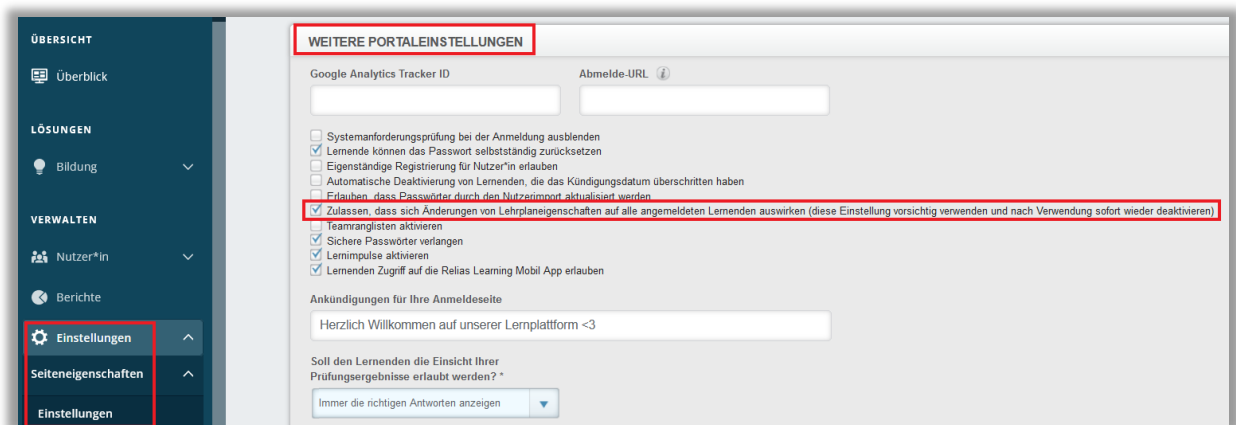 ÜBERSICHT
Überblick
LÖSUNGEN
Bildung
VERWALTEN
Nutzer*in
Berichte
Einstellungen
Seiteneigenschaften
Einstellungen
WEITERE PORTALEINSTELLUNGEN
Google Analytics Tracker ID
Abmelde-URL i
Systemanforderungsprüfung bei der Anmeldung ausblenden
Lernende können das Passwort selbstständig zurücksetzen
Eigenständige Registrierung für Nutzer*in erlauben
Automatische Deaktivierung von Lernenden, die das Kündigungsdatum überschritten haben
Erlauben, dass Passwörter durch den Nutzerimport aktualisiert werden
Zulassen, dass sich Änderungen von Lehrplaneigenschaften auf alle angemeldeten Lernenden auswirken (diese Einstellung vorsichtig verwenden und nach Verwendung sofort wieder deaktivieren)
Teamranglisten aktivieren
Sichere Passwörter verlangen
Lernimpulse aktivieren
Lernenden Zugriff auf die Relias Learning Mobil App erlauben
Ankündigungen für Ihre Anmeldeseite
Herzlich Willkommen auf unserer Lernplattform <3
Soll den Lernenden die Einsicht Ihrer
Prüfungsergebnisse erlaubt werden? *
Immer die richtigen Antworten anzeigen